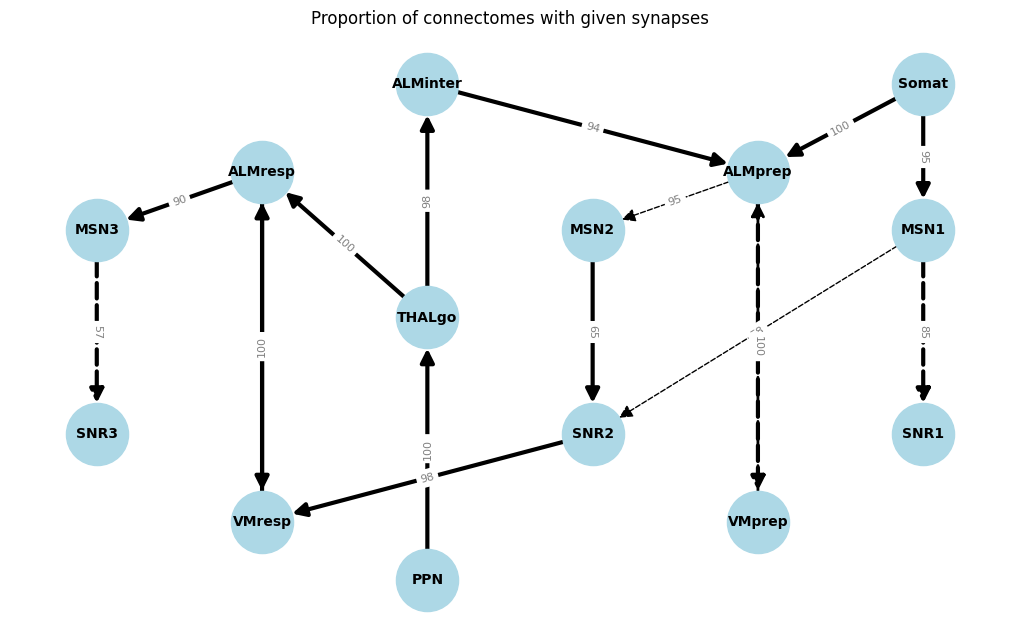 Proportion of connectomes with given synapses
ALMinter
Somat
94
100
95
ALMresp
ALMprep
90
98
95
MSN3
MSN2
MSN1
100
THALgo
57
100
65
100
85
SNR3
SNR2
SNR1
100
98
VMresp
VMprep
PPN